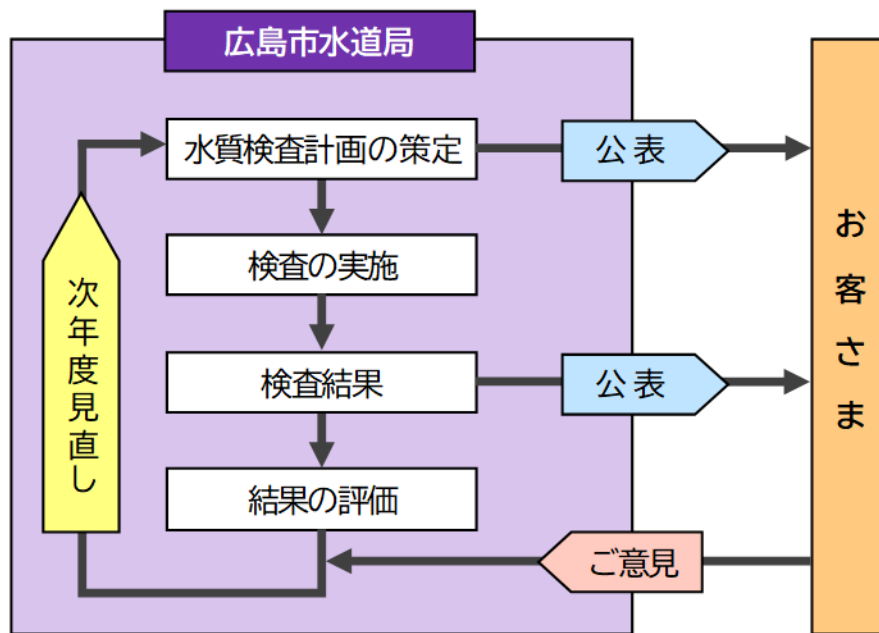 広島市水道局
水質検査計画の策定
公表
検査の実施
検査結果
公表
結果の評価
ご意見
次年度見直し
お客さま